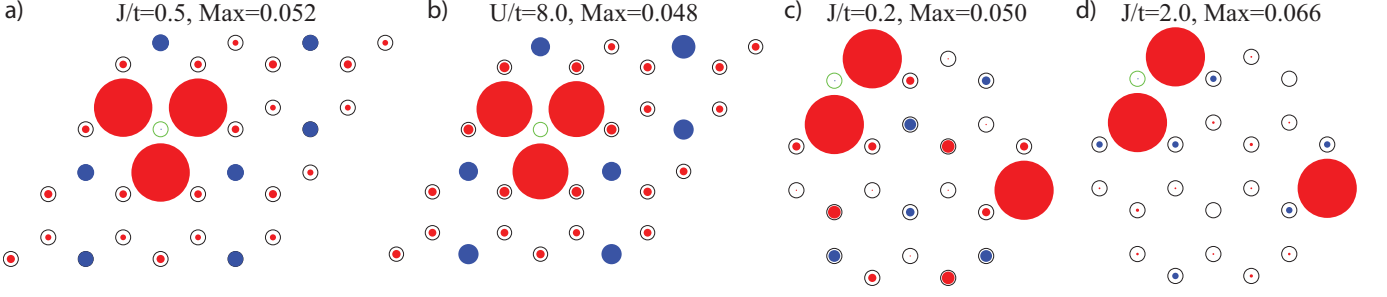 a) J/t=0.5, Max=0.052
b) U/t=8.0, Max=0.048
c) J/t=0.2, Max=0.050
d) J/t=2.0, Max=0.066